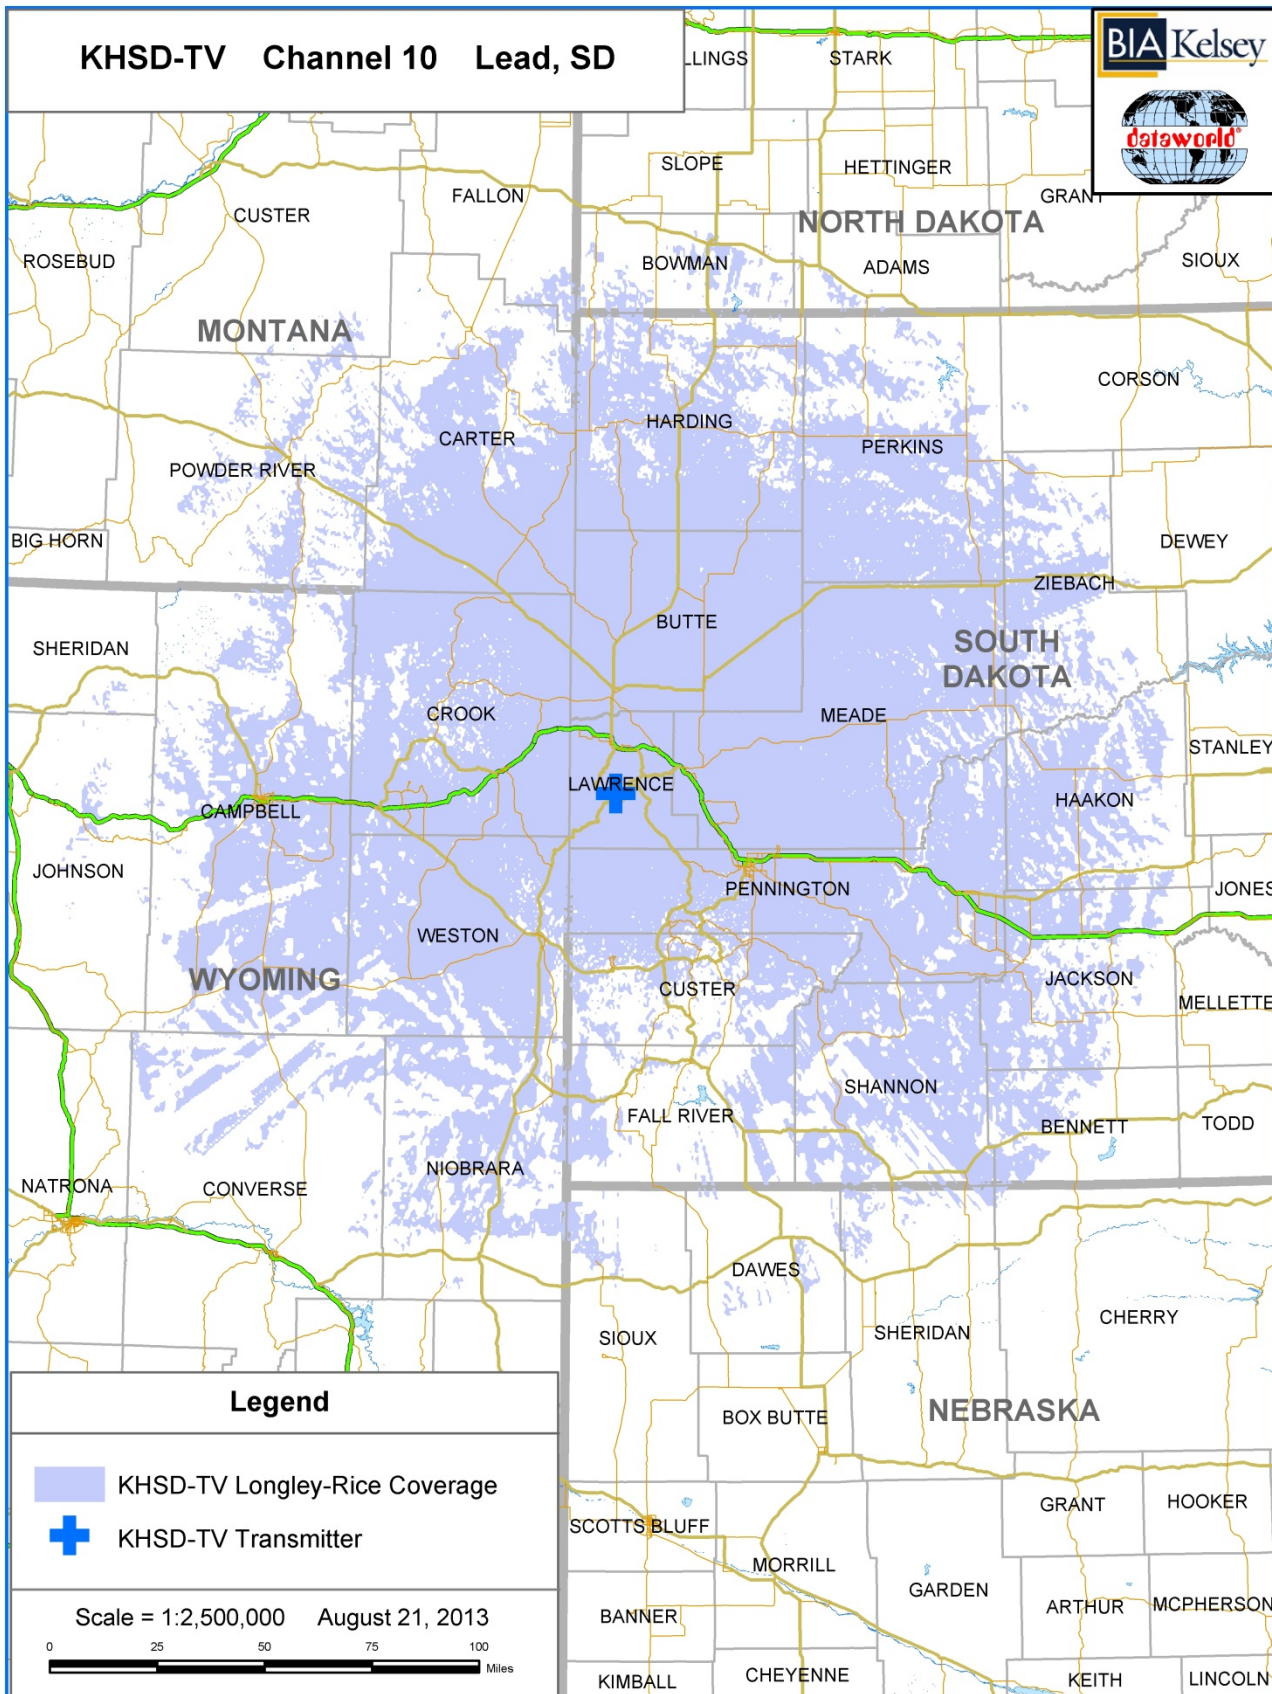 KHSD-TV Channel 10 Lead, SD
BIA Kelsey
dataworld®
LLINGS
STARK
SLOPE
HETTINGER
GRANT
FALLON
CUSTER
NORTH DAKOTA
ROSEBUD
BOWMAN
ADAMS
SIOUX
MONTANA
CORSON
HARDING
CARTER
PERKINS
POWDER RIVER
BIG HORN
DEWEY
ZIEBACH
BUTTE
SHERIDAN
SOUTH
DAKOTA
CROOK
MEADE
STANLEY
LAWRENCE
HAAKON
CAMPBELL
JOHNSON
PENNINGTON
JONES
WESTON
WYOMING
CUSTER
JACKSON
MELLETTE
SHANNON
FALL RIVER
BENNETT
TODD
NIOBRARA
NATRONA
CONVERSE
DAWES
CHERRY
SIOUX
SHERIDAN
BOX BUTTE
NEBRASKA
Legend
KHSD-TV Longley-Rice Coverage
KHSD-TV Transmitter
GRANT
HOOKER
SCOTTS BLUFF
MORRILL
GARDEN
ARTHUR
MCPHERSON
BANNER
Scale = 1:2,500,000 August 21, 2013
0 25 50 75 100
Miles
KIMBALL
CHEYENNE
KEITH
LINCOLN